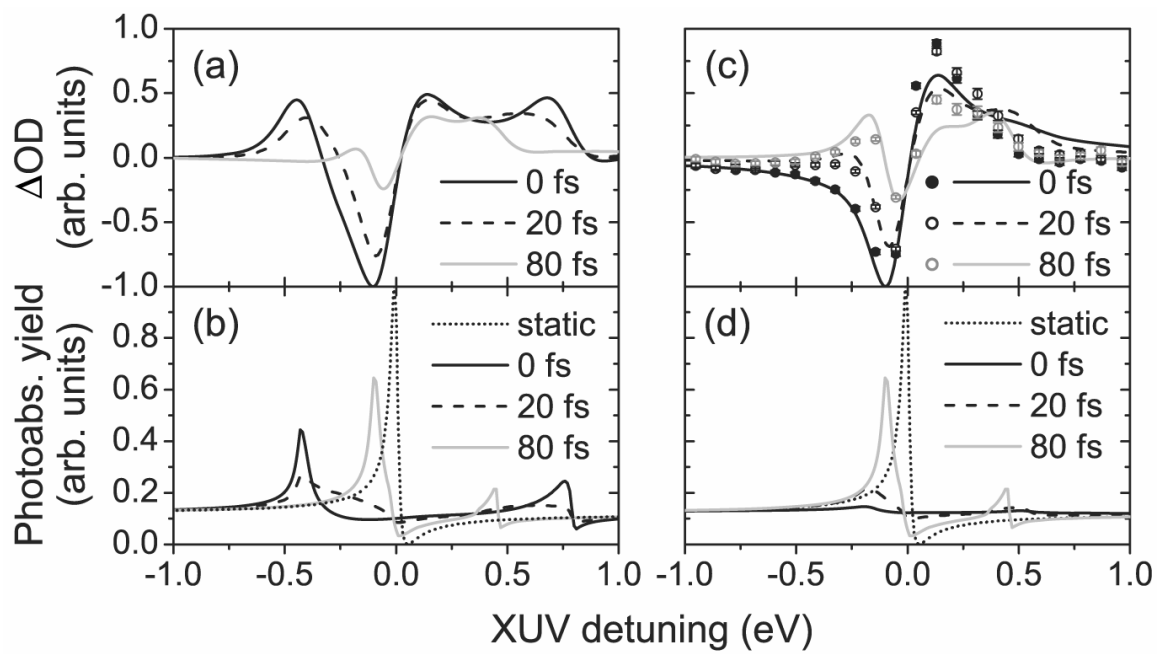 ΔOD
(arb. units)
1.0
0.5
0.0
-0.5
-1.0
(a)
0 fs
20 fs
80 fs
(c)
0 fs
20 fs
80 fs
Photoabs. yield
(arb. units)
0.8
0.6
0.4
0.2
0.0
(b)
static
0 fs
20 fs
80 fs
(d)
static
0 fs
20 fs
80 fs
-1.0 -0.5 0.0 0.5 1.0
-1.0 -0.5 0.0 0.5 1.0
XUV detuning (eV)